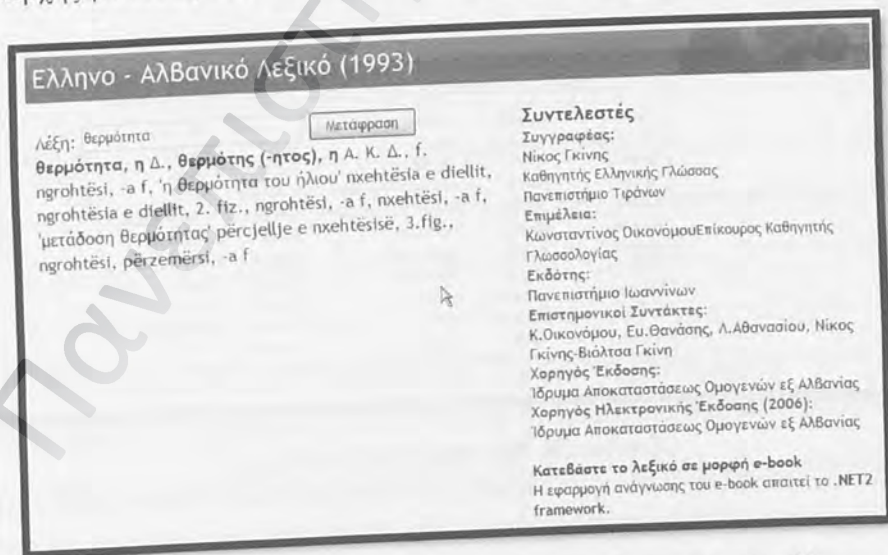 Ελληνο - Αλβανικό Λεξικό (1993)
Λέξη: θερμότητα
Μετάφραση
θερμότητα, η Δ., θερμότης (-ητος), η Α. Κ. Δ., f.
ngrohtësi, -a f, 'η θερμότητα του ήλιου' nxehtësia e diellit,
ngrohtësia e diellit, 2. fiz., ngrohtësi, -a f, nxehtësi, -a f,
'μετάδοση θερμότητας' përcjellje e nxehtësisë, 3.fig.,
ngrohtësi, përzemërsi, -a f
Συντελεστές
Συγγραφέας:
Νίκος Γκίνης
Καθηγητής Ελληνικής Γλώσσας
Πανεπιστήμιο Τιράνων
Επιμέλεια:
Κωνσταντίνος ΟικονόμουΕπίκουρος Καθηγητής
Γλωσσολογίας
Εκδότης:
Πανεπιστήμιο Ιωαννίνων
Επιστημονικοί Συντάκτες:
Κ.Οικονόμου, Ευ.Θανάσης, Λ.Αθανασίου, Νίκος
Γκίνης-Βιόλτσα Γκίνη
Χορηγός Έκδοσης:
Ίδρυμα Αποκαταστάσεως Ομογενών εξ Αλβανίας
Χορηγός Ηλεκτρονικής Έκδοσης (2006):
Ίδρυμα Αποκαταστάσεως Ομογενών εξ Αλβανίας
Κατεβάστε το λεξικό σε μορφή e-book
Η εφαρμογή ανάγνωσης του e-book απαιτεί το .NET2
framework.